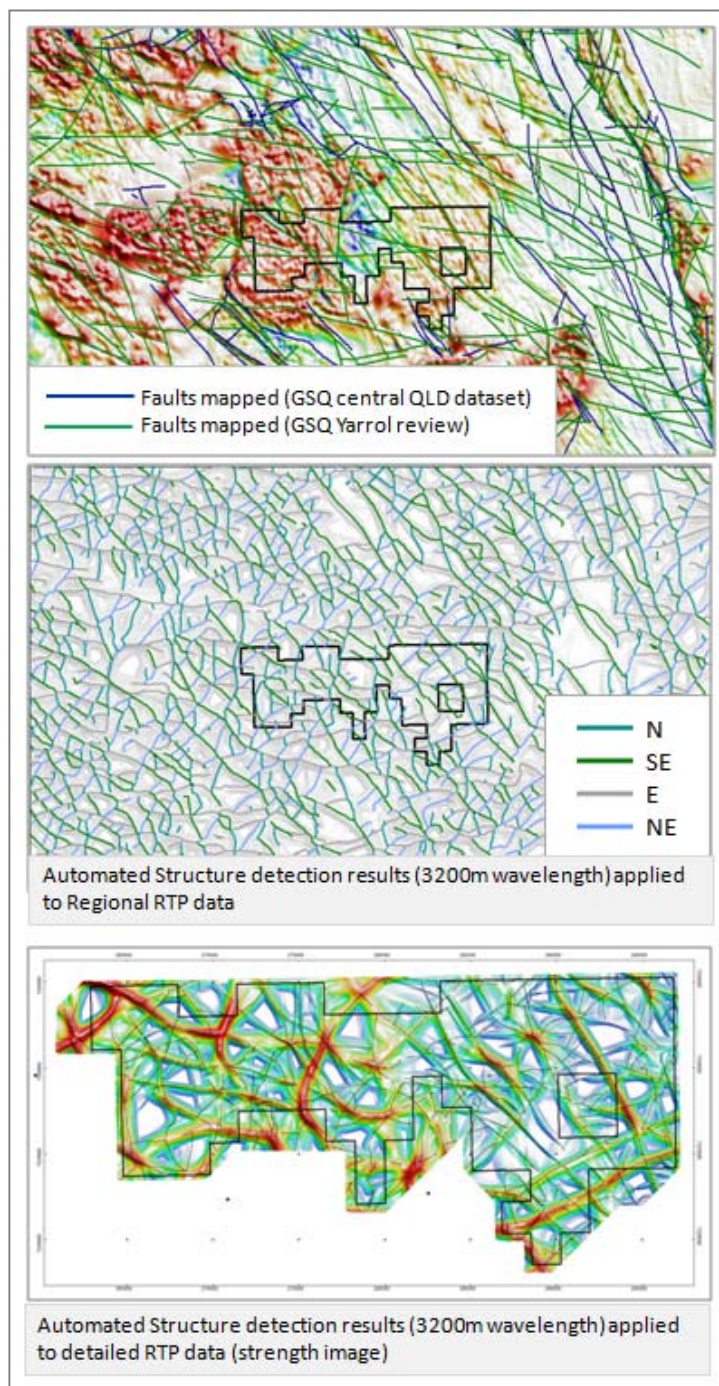 Faults mapped (GSQ central QLD dataset)
Faults mapped (GSQ Yarrol review)
N
SE
E
NE
Automated Structure detection results (3200m wavelength) applied
to Regional RTP data
Automated Structure detection results (3200m wavelength) applied
to detailed RTP data (strength image)